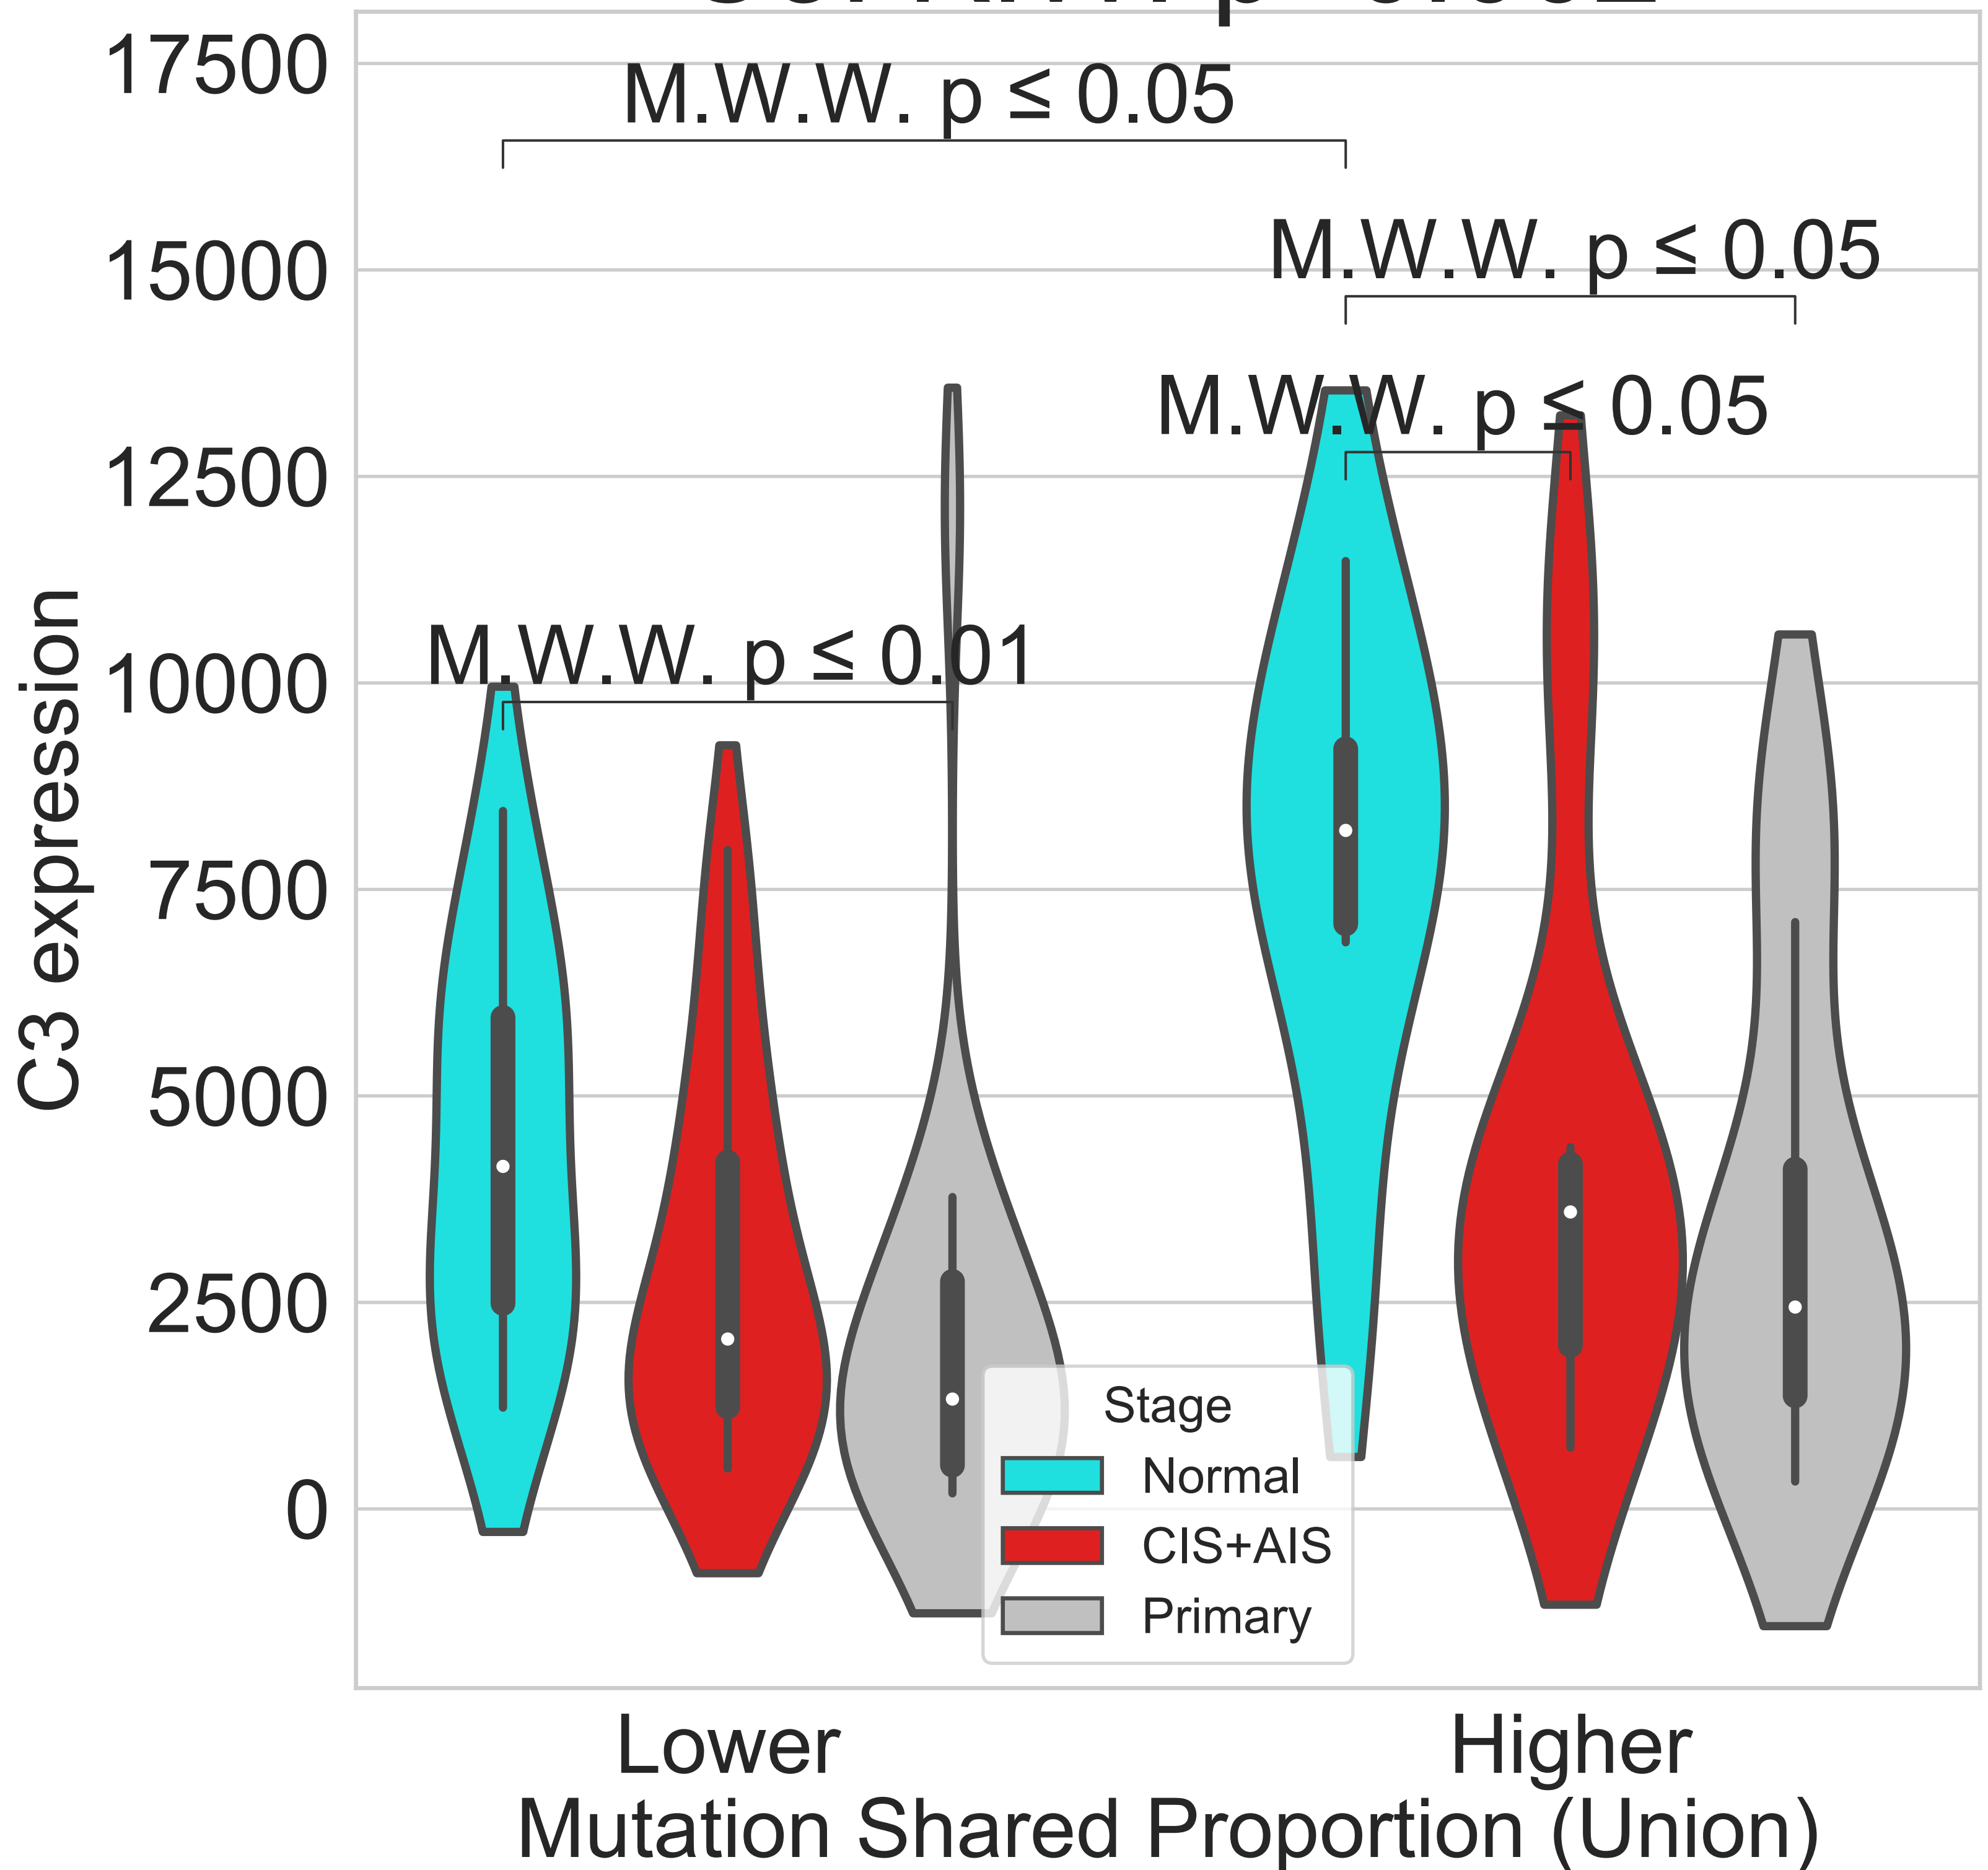 17500
M.W.W. p ≤ 0.05
15000
M.W.W. p ≤ 0.05
M.W.W. p ≤ 0.05
12500
M.W.W. p ≤ 0.01
10000
7500
5000
2500
0
C3 expression
Stage
Normal
CIS+AIS
Primary
Lower
Higher
Mutation Shared Proportion (Union)